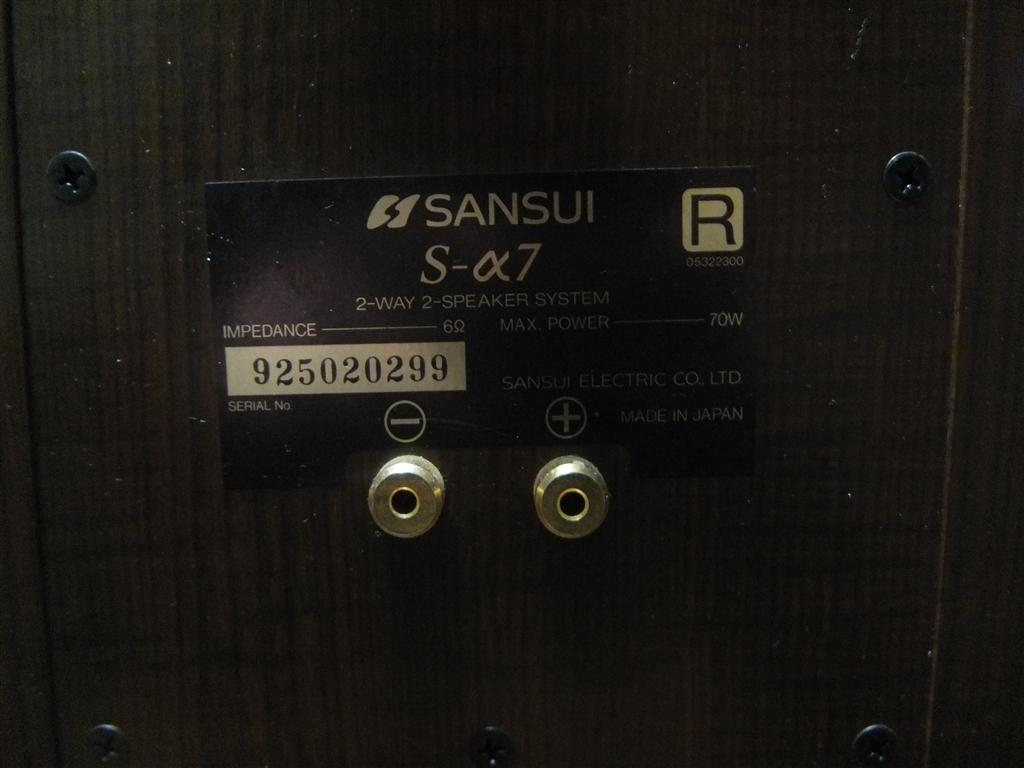 SANSUI
R
S-α7
05322300
2-WAY 2-SPEAKER SYSTEM
IMPEDANCE 6Ω MAX. POWER 70W
925020299
SANSUI ELECTRIC CO., LTD.
SERIAL No.
− + MADE IN JAPAN